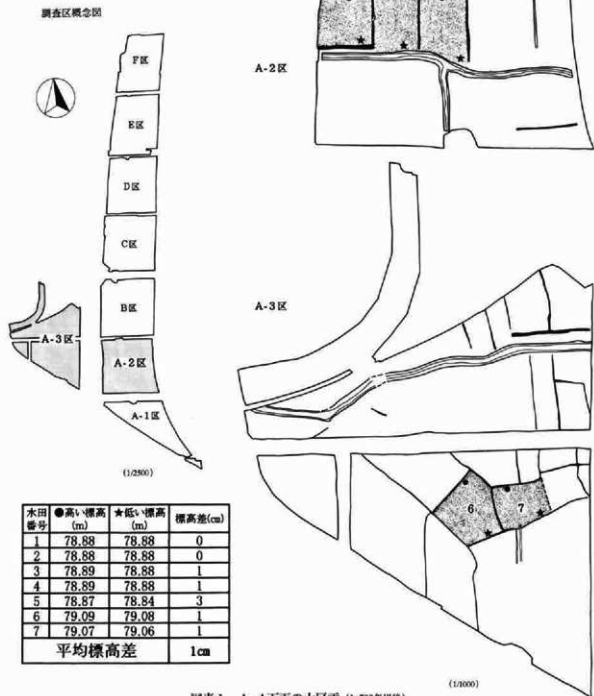 調査区概念図
F区
E区
D区
C区
B区
A-3区
A-2区
A-1区
(1/2500)
A-2区
A-3区
6
7
(1/1000)
水田番号 ●高い標高(m) ★低い標高(m) 標高差(cm)
1 78.88 78.88 0
2 78.88 78.88 0
3 78.89 78.88 1
4 78.89 78.88 1
5 78.87 78.84 3
6 79.09 79.08 1
7 79.07 79.06 1
平均標高差 1cm